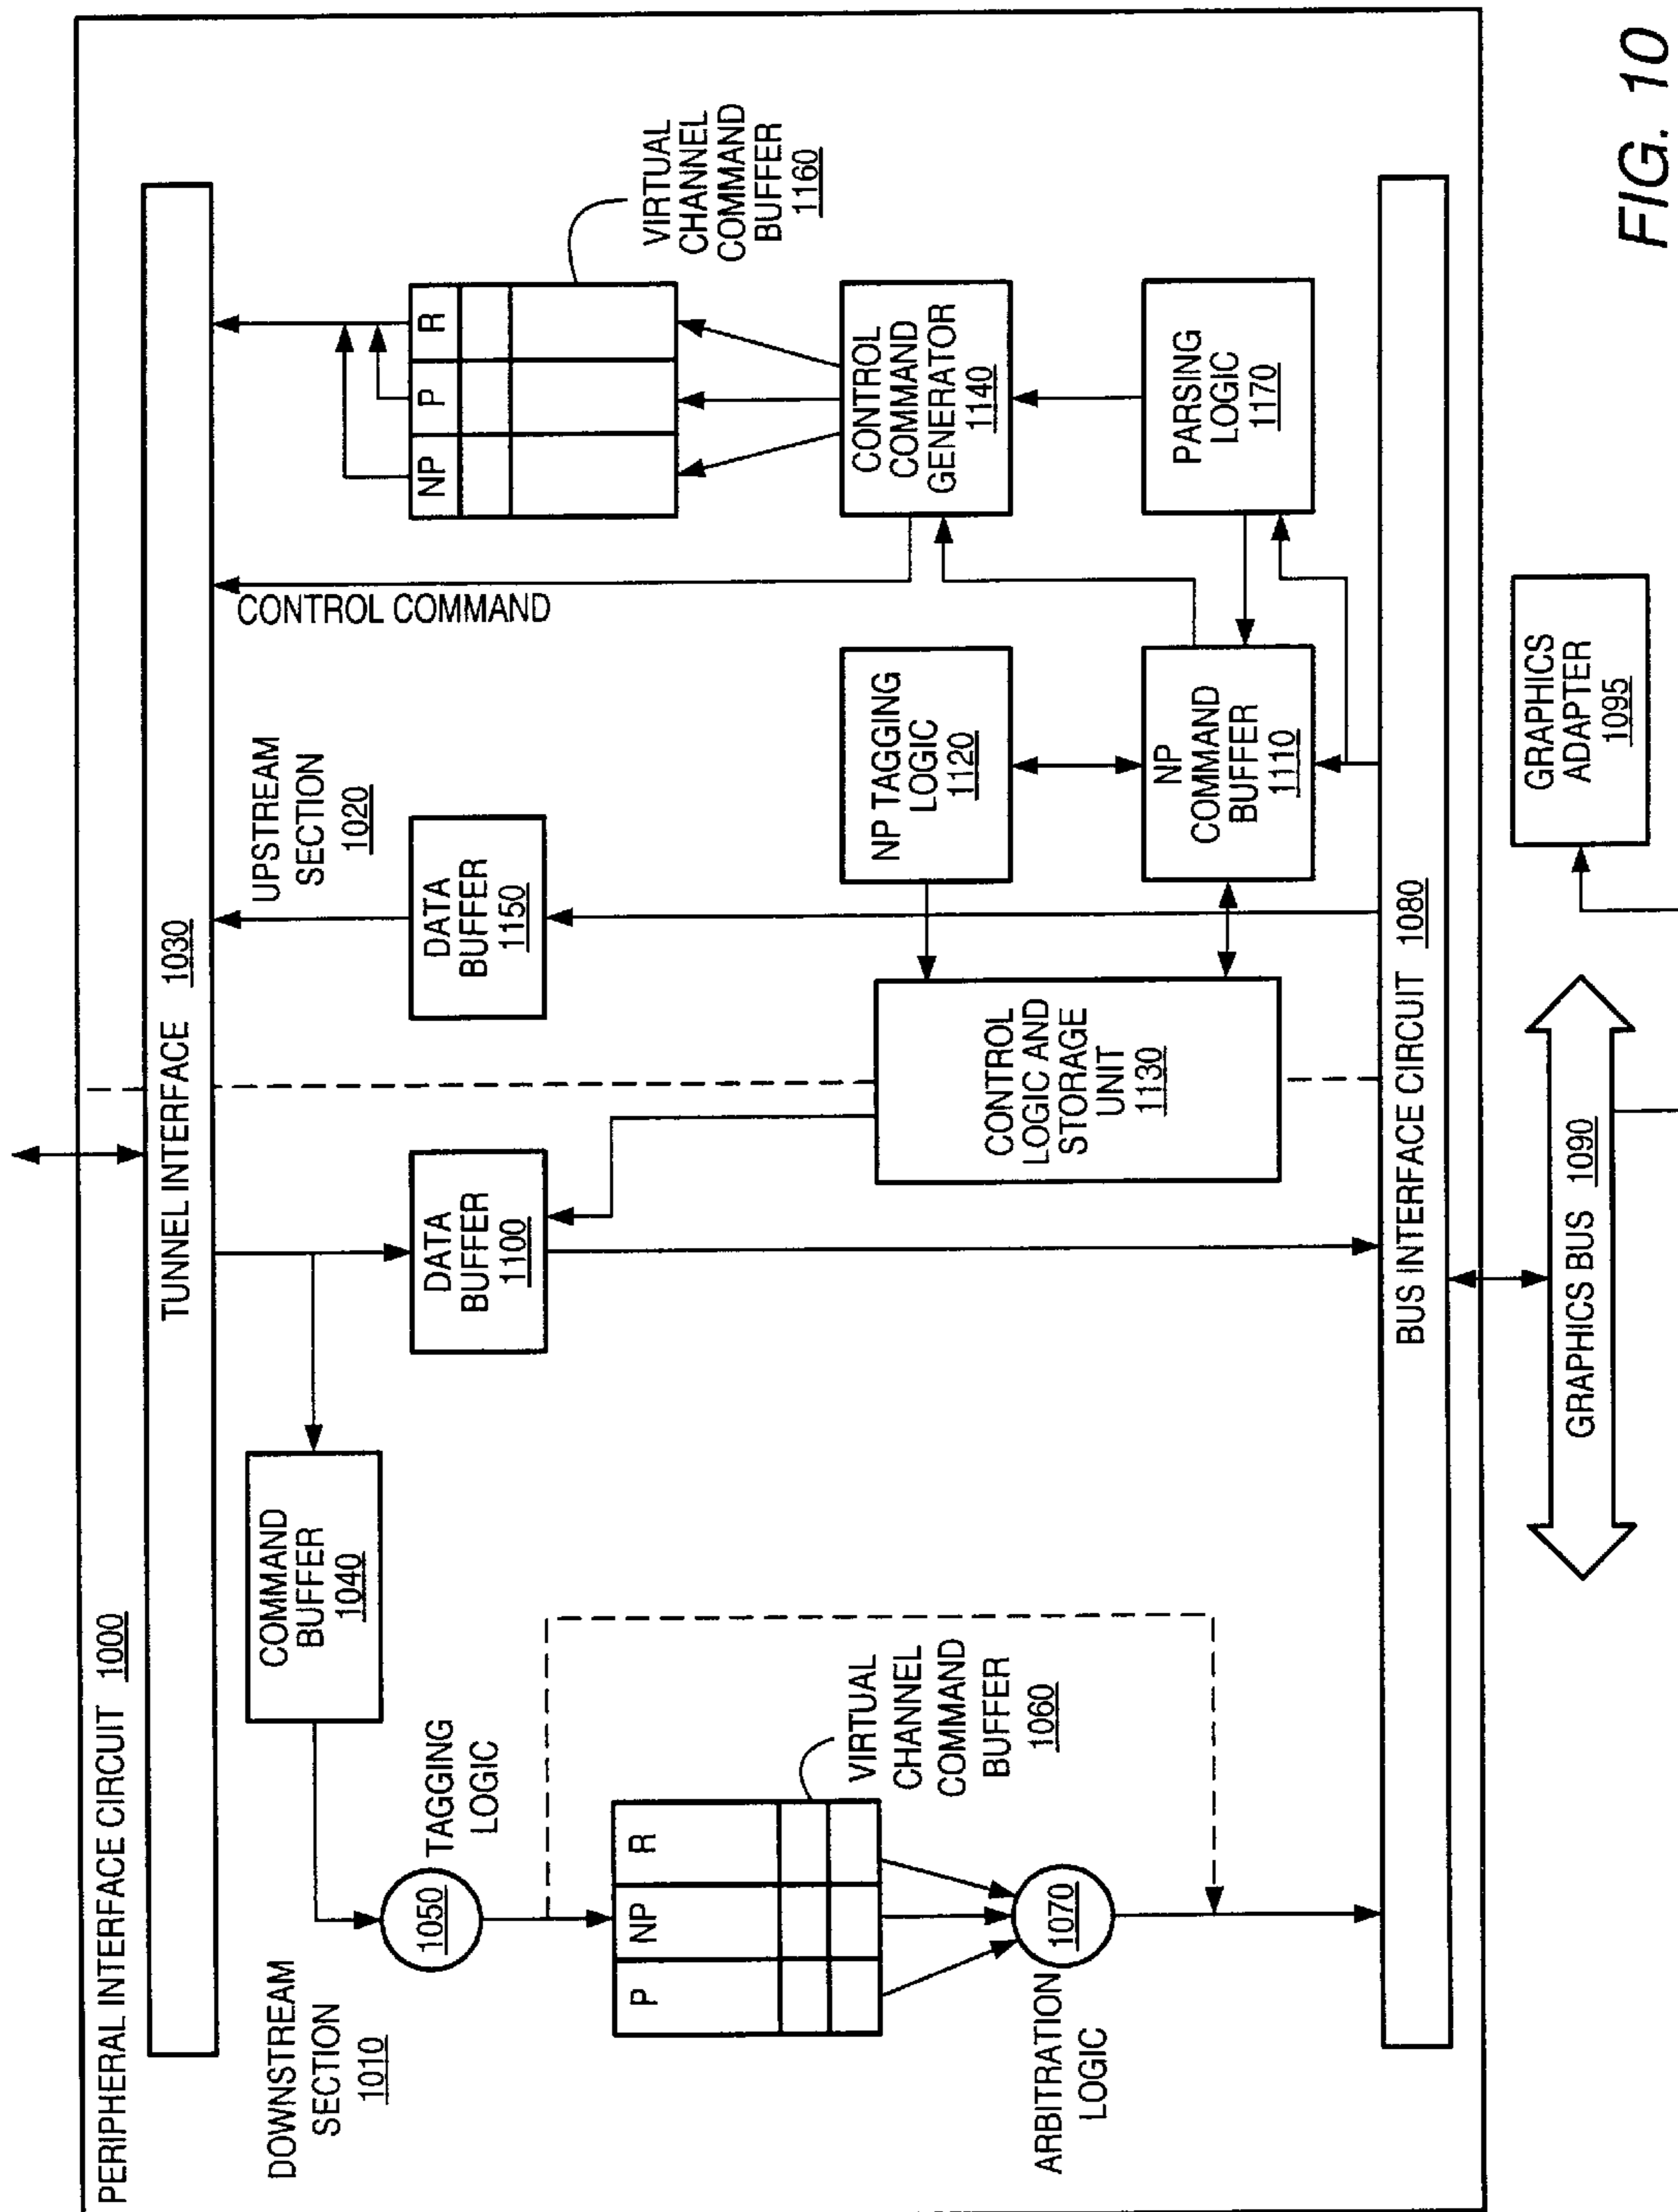 PERIPHERAL INTERFACE CIRCUIT 1000
TUNNEL INTERFACE 1030
DOWNSTREAM
SECTION
1010
COMMAND
BUFFER
1040
1050
TAGGING
LOGIC
P
NP
R
VIRTUAL
CHANNEL
COMMAND
BUFFER
1060
1070
ARBITRATION
LOGIC
DATA
BUFFER
1100
UPSTREAM
SECTION
1020
DATA
BUFFER
1150
CONTROL COMMAND
NP
P
R
VIRTUAL
CHANNEL
COMMAND
BUFFER
1160
CONTROL
LOGIC AND
STORAGE
UNIT
1130
NP TAGGING
LOGIC
1120
CONTROL
COMMAND
GENERATOR
1140
NP
COMMAND
BUFFER
1110
PARSING
LOGIC
1170
BUS INTERFACE CIRCUIT 1080
GRAPHICS BUS 1090
GRAPHICS
ADAPTER
1095
FIG. 10